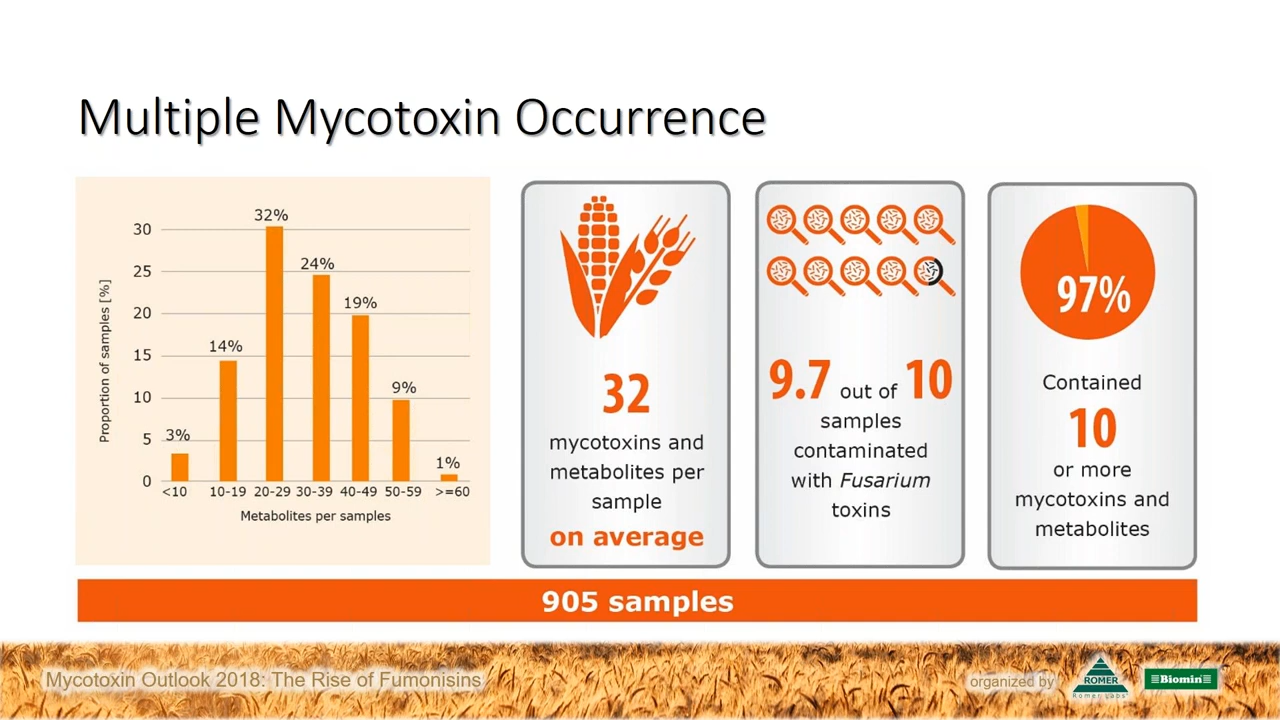 Multiple Mycotoxin Occurrence
Proportion of samples [%]
30
25
20
15
10
5
0
3%
14%
32%
24%
19%
9%
1%
<10 10-19 20-29 30-39 40-49 50-59 >=60
Metabolites per samples
32
mycotoxins and
metabolites per
sample
on average
9.7 out of 10
samples
contaminated
with Fusarium
toxins
97%
Contained
10
or more
mycotoxins and
metabolites
905 samples
Mycotoxin Outlook 2018: The Rise of Fumonisins
organized by
ROMER
Romer Labs®
Biomin®